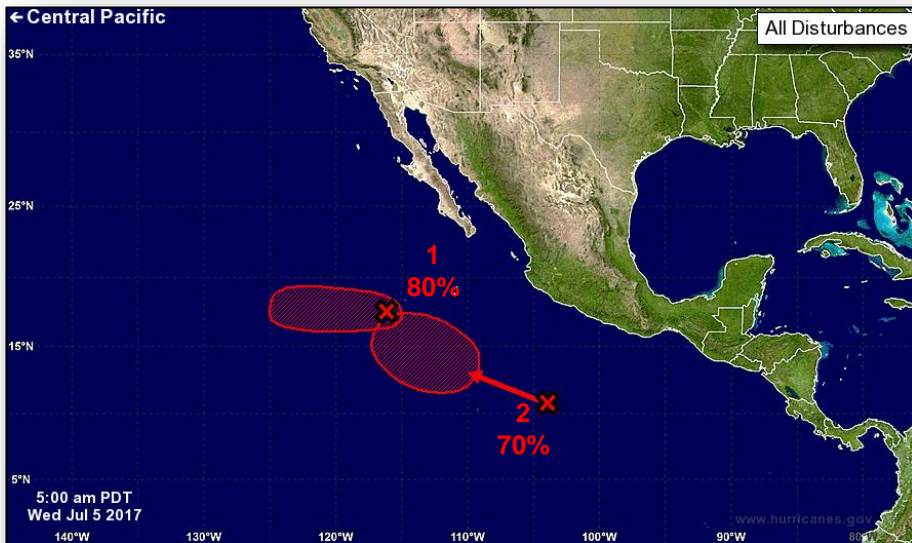 ←Central Pacific
All Disturbances
35°N
25°N
1
80%
15°N
2
70%
5°N
5:00 am PDT
Wed Jul 5 2017
www.hurricanes.gov
140°W 130°W 120°W 110°W 100°W 90°W 80°W